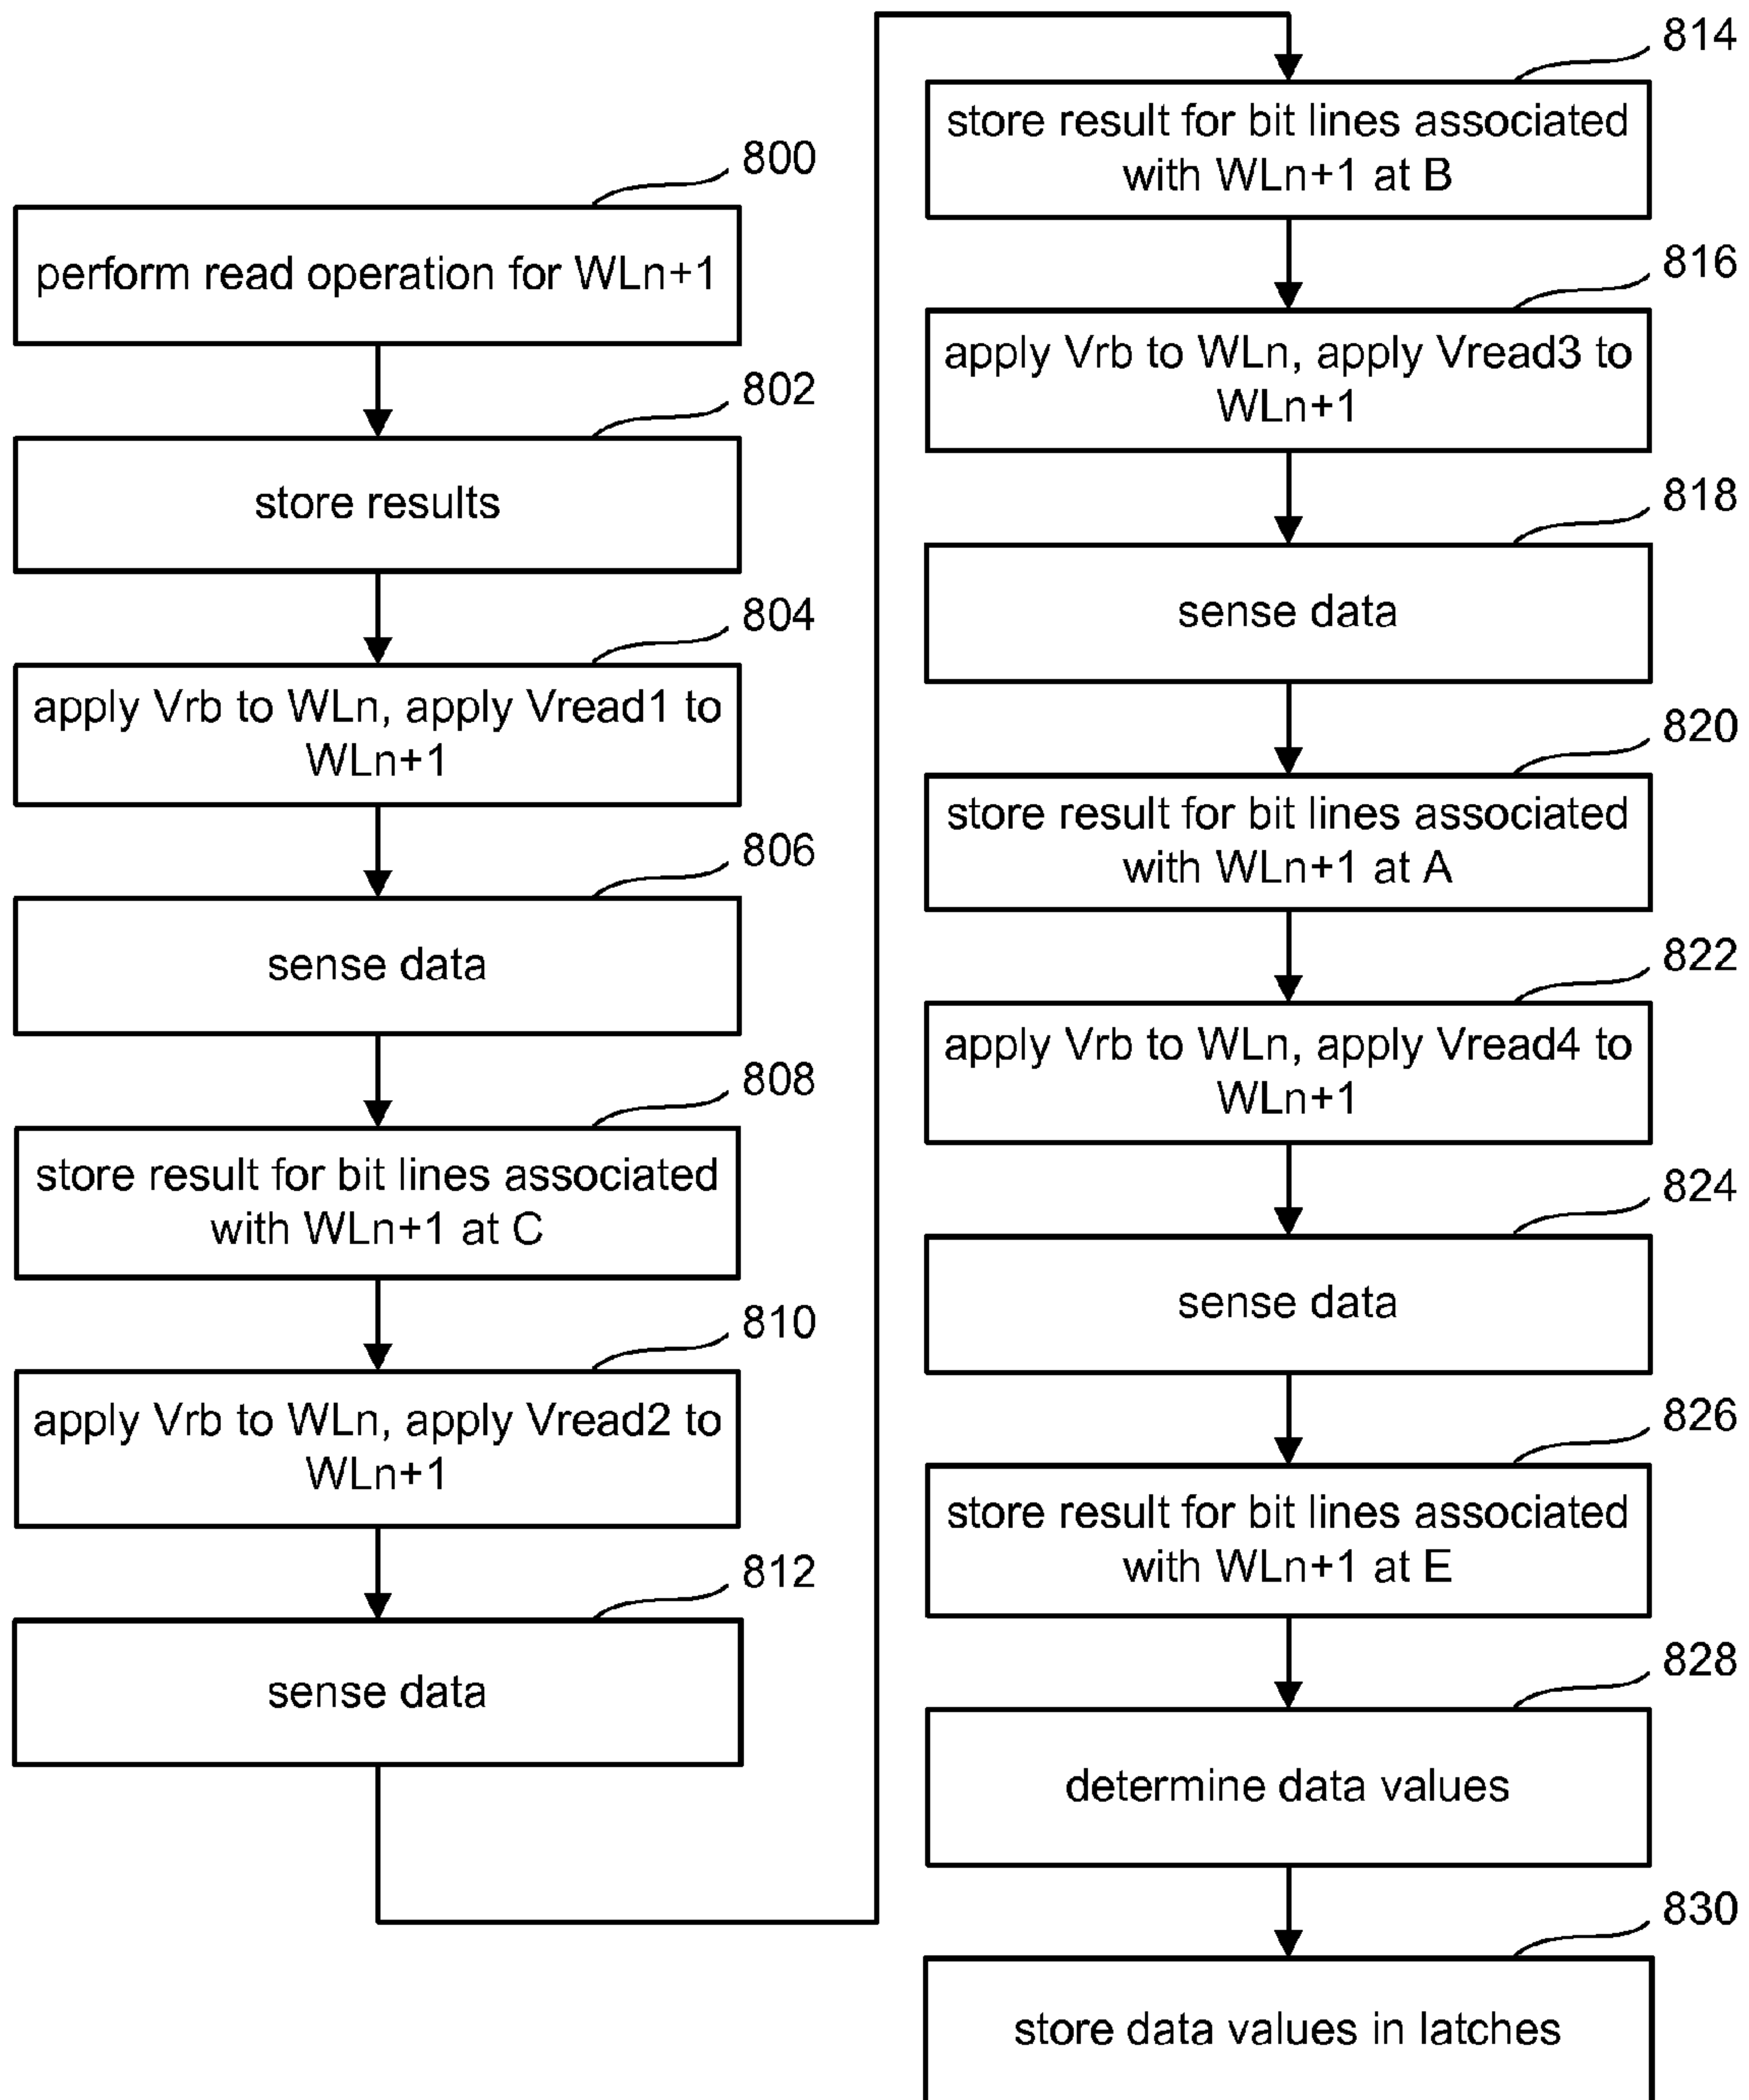 800
perform read operation for WLn+1
802
store results
804
apply Vrb to WLn, apply Vread1 to
WLn+1
806
sense data
808
store result for bit lines associated
with WLn+1 at C
810
apply Vrb to WLn, apply Vread2 to
WLn+1
812
sense data
814
store result for bit lines associated
with WLn+1 at B
816
apply Vrb to WLn, apply Vread3 to
WLn+1
818
sense data
820
store result for bit lines associated
with WLn+1 at A
822
apply Vrb to WLn, apply Vread4 to
WLn+1
824
sense data
826
store result for bit lines associated
with WLn+1 at E
828
determine data values
830
store data values in latches